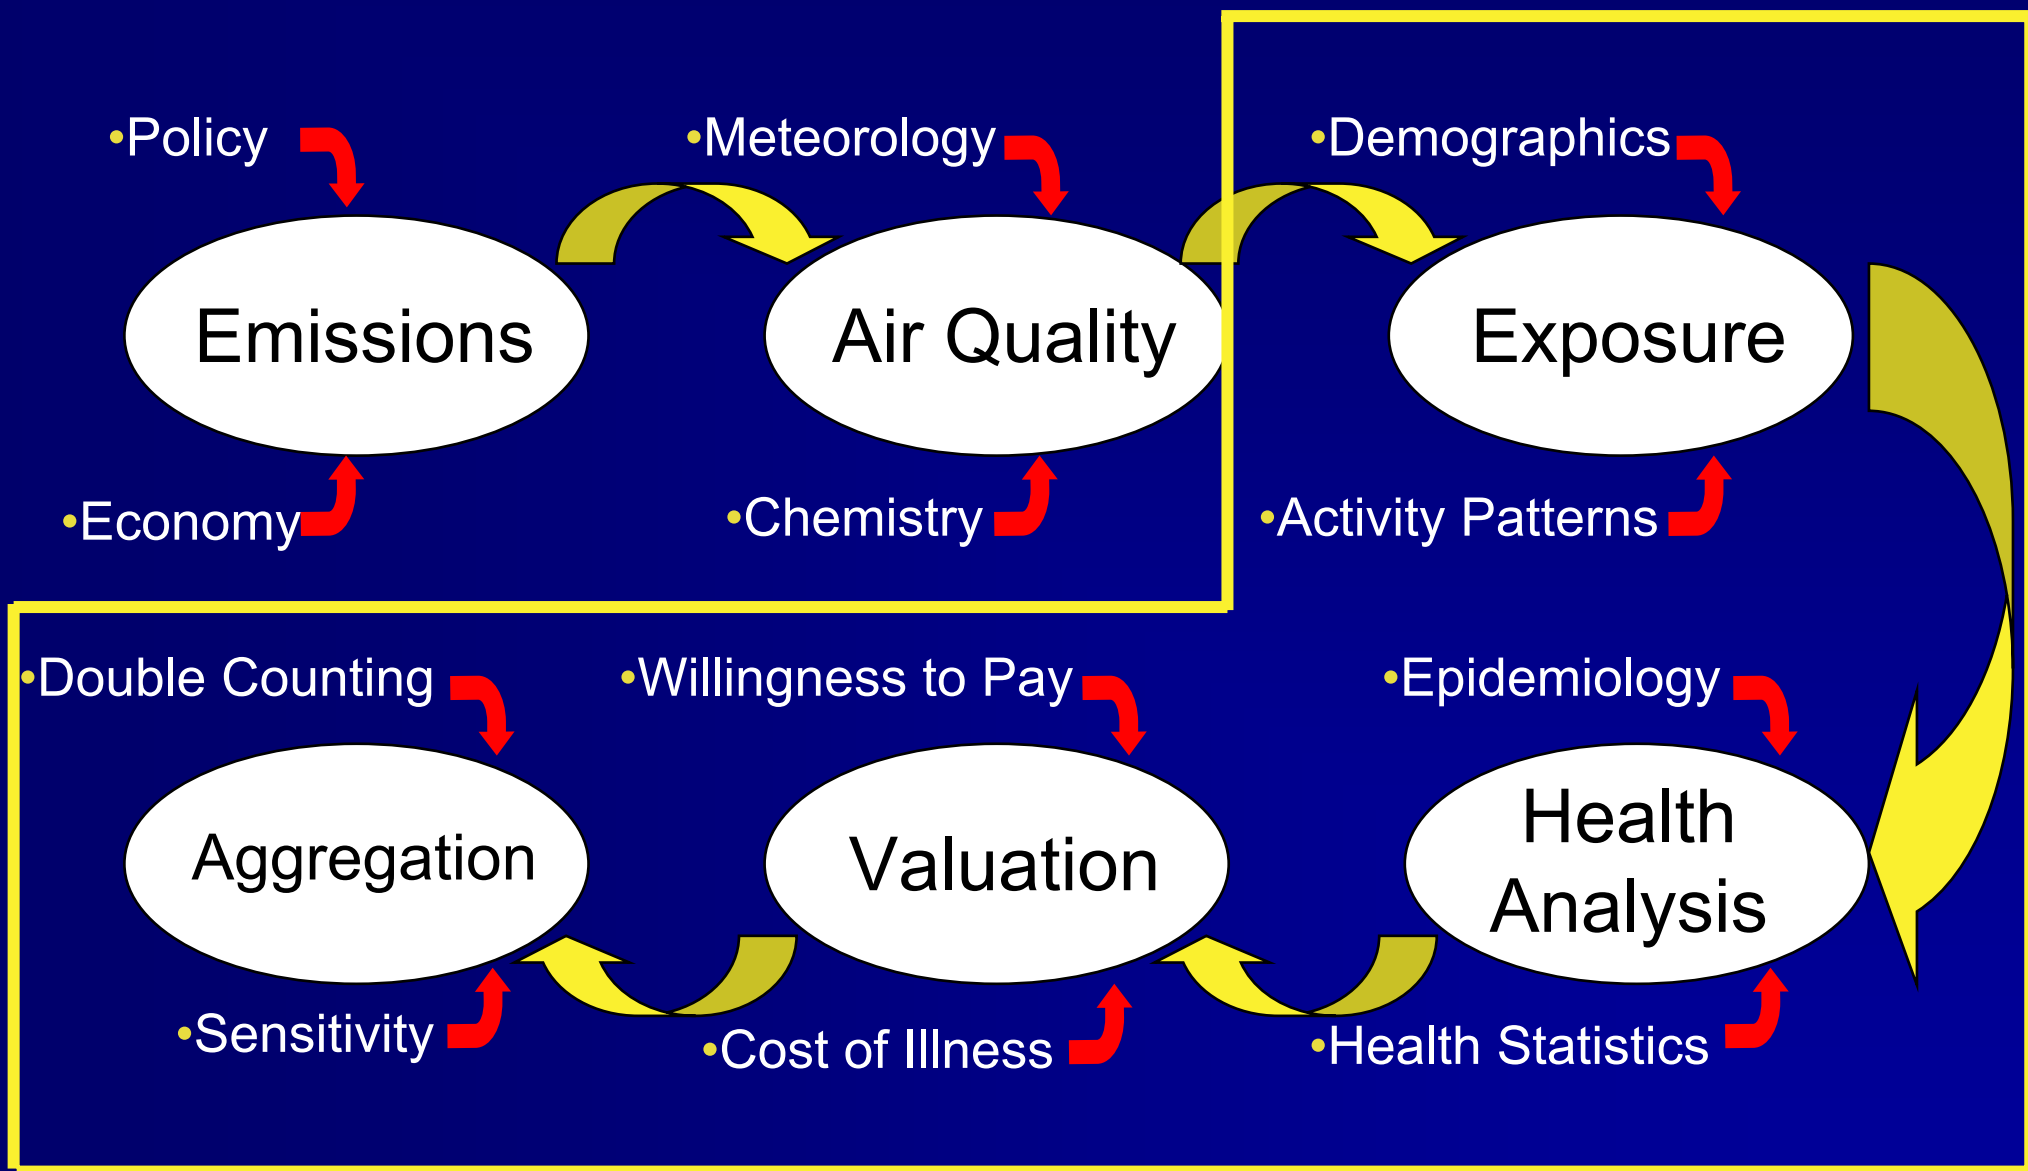 •Policy
•Meteorology
•Demographics
Emissions
Air Quality
Exposure
•Economy
•Chemistry
•Activity Patterns
•Double Counting
•Willingness to Pay
•Epidemiology
Aggregation
Valuation
Health
Analysis
•Sensitivity
•Cost of Illness
•Health Statistics